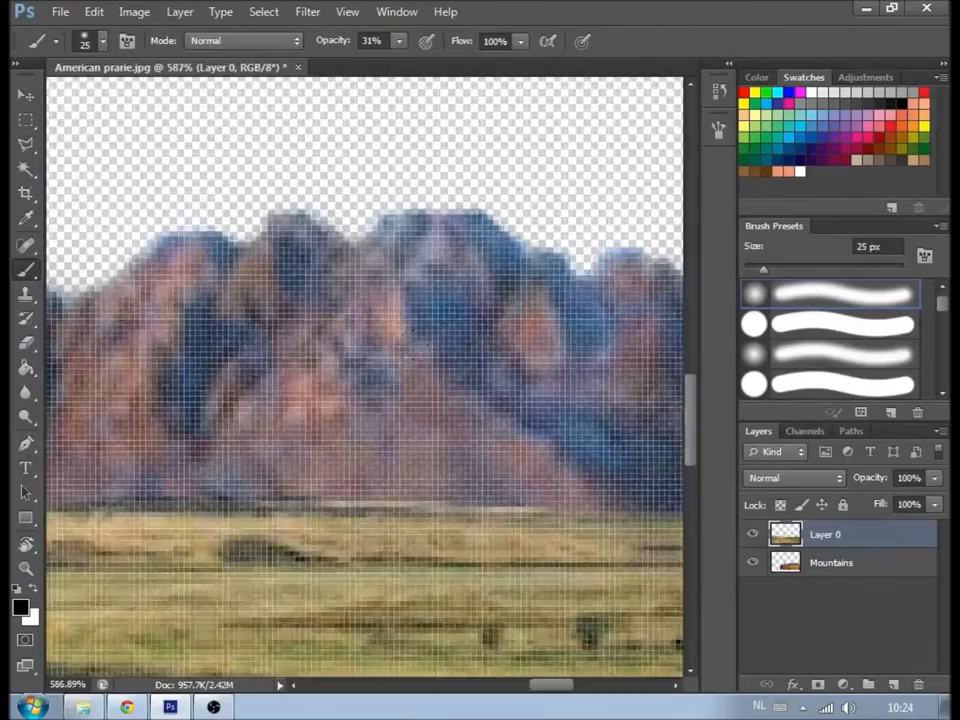 Ps File Edit Image Layer Type Select Filter View Window Help
25 Mode: Normal Opacity: 31% Flow: 100%
American prarie.jpg @ 587% (Layer 0, RGB/8*) * ×
Color Swatches Adjustments
Brush Presets
Size: 25 px
Layers Channels Paths
Kind
Normal Opacity: 100%
Lock: Fill: 100%
Layer 0
Mountains
fx
586.89% Doc: 957.7K/2.42M
Ps NL 10:24